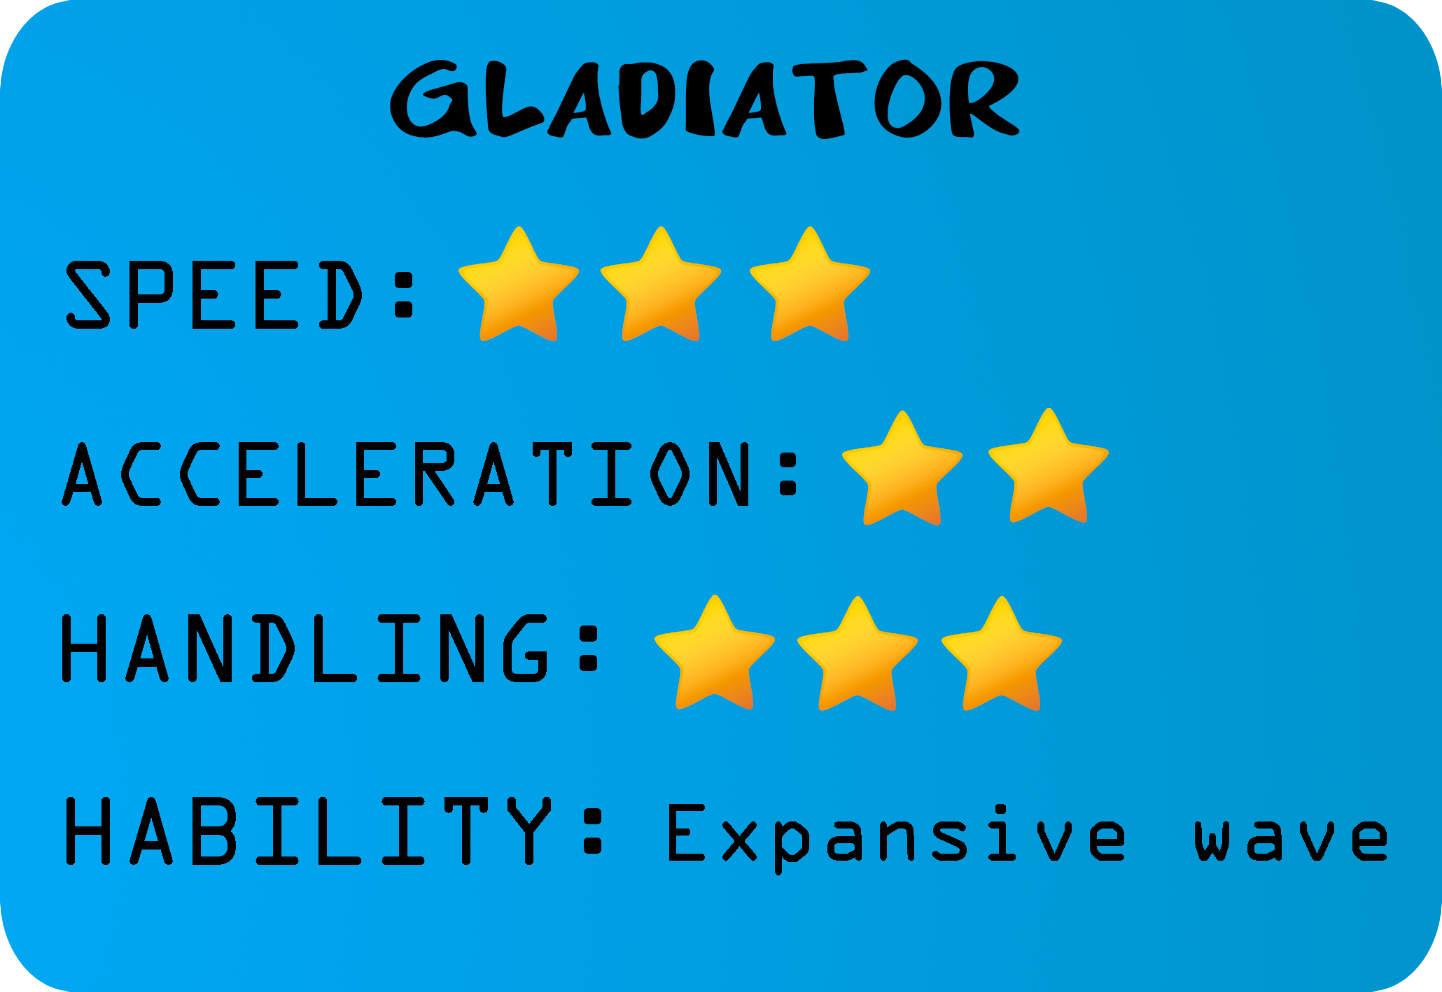 GLADIATOR
SPEED:
ACCELERATION:
HANDLING:
HABILITY: Expansive wave